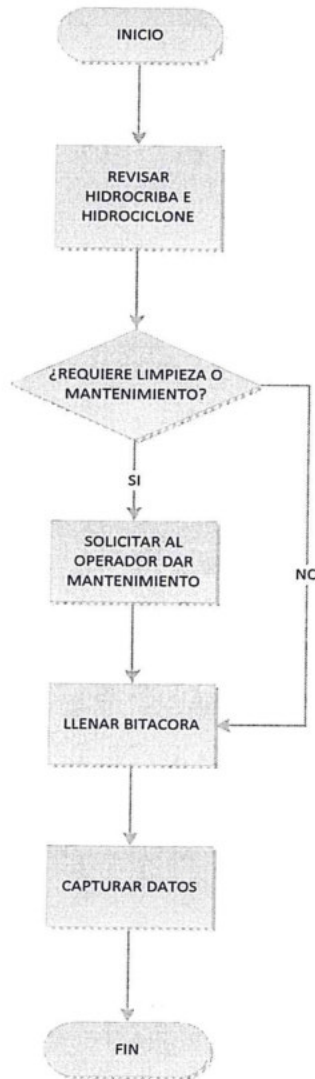 INICIO
REVISAR
HIDROCRIBA E
HIDROCICLONE
¿REQUIERE LIMPIEZA O
MANTENIMIENTO?
SI
SOLICITAR AL
OPERADOR DAR
MANTENIMIENTO
NO
LLENAR BITACORA
CAPTURAR DATOS
FIN